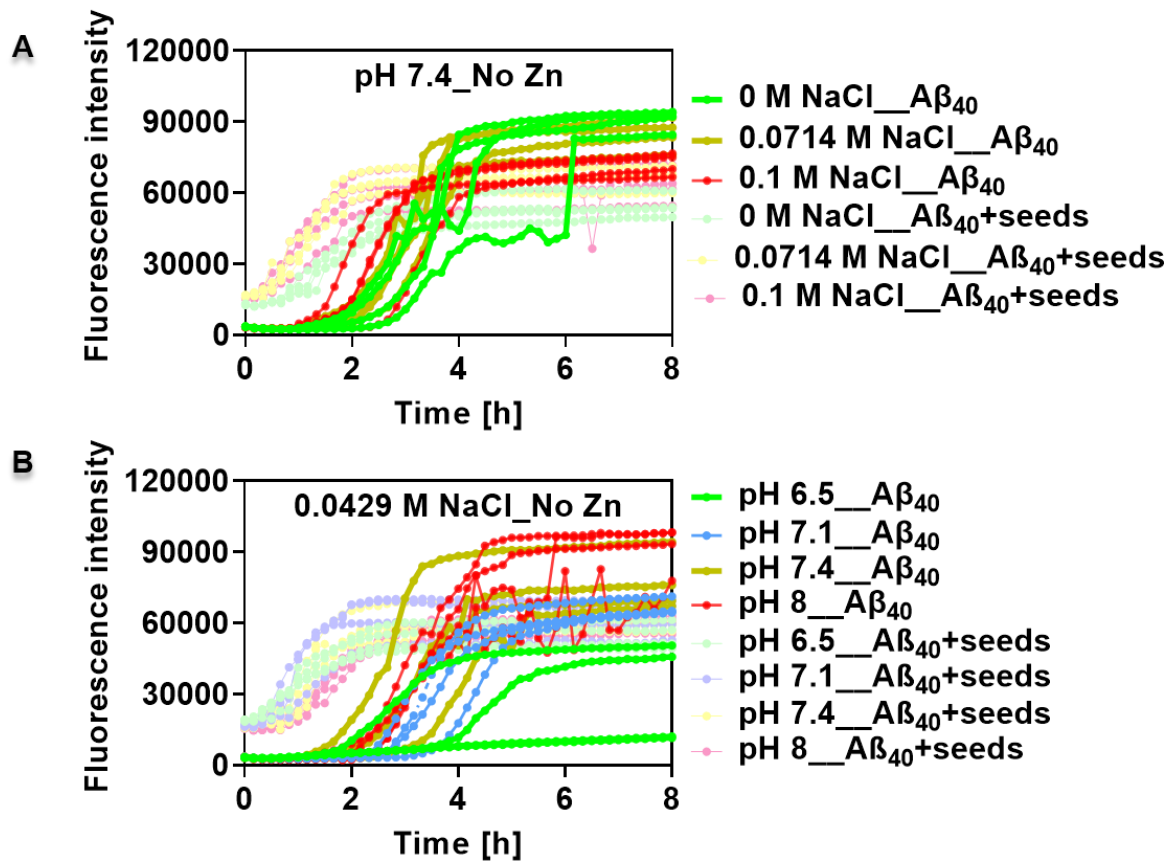 A
Fluorescence intensity
120000
90000
60000
30000
0
pH 7.4_No Zn
0 2 4 6 8
Time [h]
0 M NaCl__Aβ40
0.0714 M NaCl__Aβ40
0.1 M NaCl__Aβ40
0 M NaCl__Aß40+seeds
0.0714 M NaCl__Aß40+seeds
0.1 M NaCl__Aß40+seeds
B
Fluorescence intensity
120000
90000
60000
30000
0
0.0429 M NaCl_No Zn
0 2 4 6 8
Time [h]
pH 6.5__Aβ40
pH 7.1__Aβ40
pH 7.4__Aβ40
pH 8__Aβ40
pH 6.5__Aß40+seeds
pH 7.1__Aß40+seeds
pH 7.4__Aß40+seeds
pH 8__Aß40+seeds